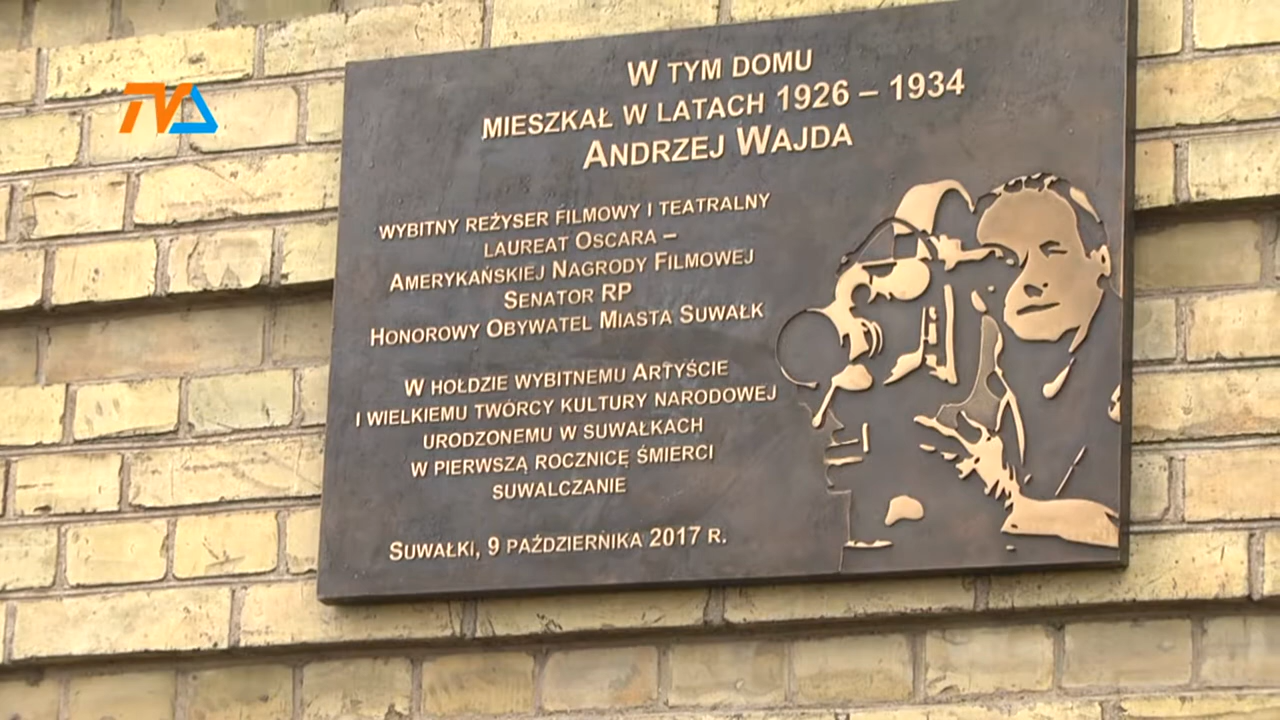 TVA
W TYM DOMU
MIESZKAŁ W LATACH 1926 – 1934
ANDRZEJ WAJDA
WYBITNY REŻYSER FILMOWY I TEATRALNY
LAUREAT OSCARA –
AMERYKAŃSKIEJ NAGRODY FILMOWEJ
SENATOR RP
HONOROWY OBYWATEL MIASTA SUWAŁK
W HOŁDZIE WYBITNEMU ARTYŚCIE
I WIELKIEMU TWÓRCY KULTURY NARODOWEJ
URODZONEMU W SUWAŁKACH
W PIERWSZĄ ROCZNICĘ ŚMIERCI
SUWALCZANIE
SUWAŁKI, 9 PAŹDZIERNIKA 2017 R.